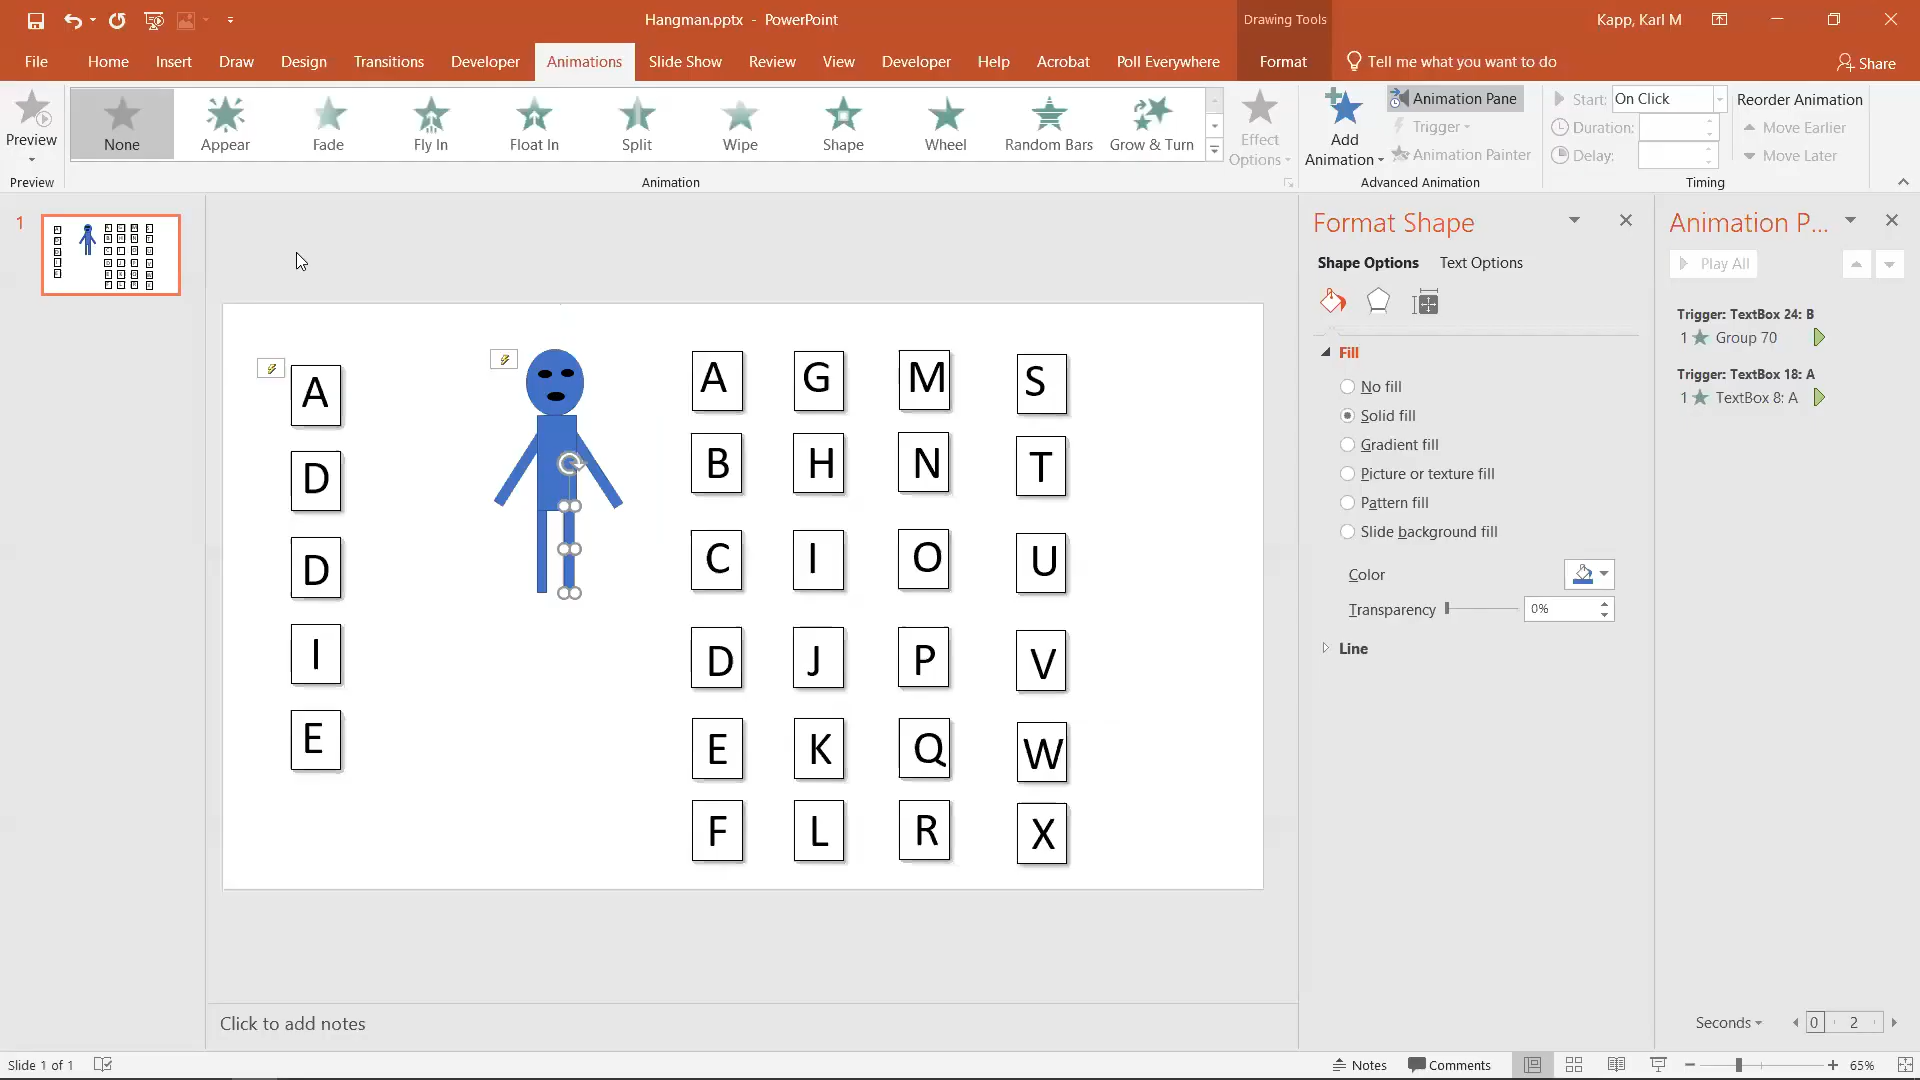 Hangman.pptx - PowerPoint
Drawing Tools
Kapp, Karl M
File
Home
Insert
Draw
Design
Transitions
Developer
Animations
Slide Show
Review
View
Developer
Help
Acrobat
Poll Everywhere
Format
Tell me what you want to do
Share
Preview
None
Appear
Fade
Fly In
Float In
Split
Wipe
Shape
Wheel
Random Bars
Grow & Turn
Effect
Options
Add
Animation
Animation Pane
Trigger
Animation Painter
Start: On Click
Duration:
Delay:
Reorder Animation
Move Earlier
Move Later
Preview
Animation
Advanced Animation
Timing
1
A
D
D
I
E
A G M S
B H N T
C I O U
D J P V
E K Q W
F L R X
Format Shape
Shape Options Text Options
Fill
No fill
Solid fill
Gradient fill
Picture or texture fill
Pattern fill
Slide background fill
Color
Transparency 0%
Line
Animation P...
Play All
Trigger: TextBox 24: B
1 Group 70
Trigger: TextBox 18: A
1 TextBox 8: A
Seconds 0 2
Click to add notes
Slide 1 of 1
Notes
Comments
65%